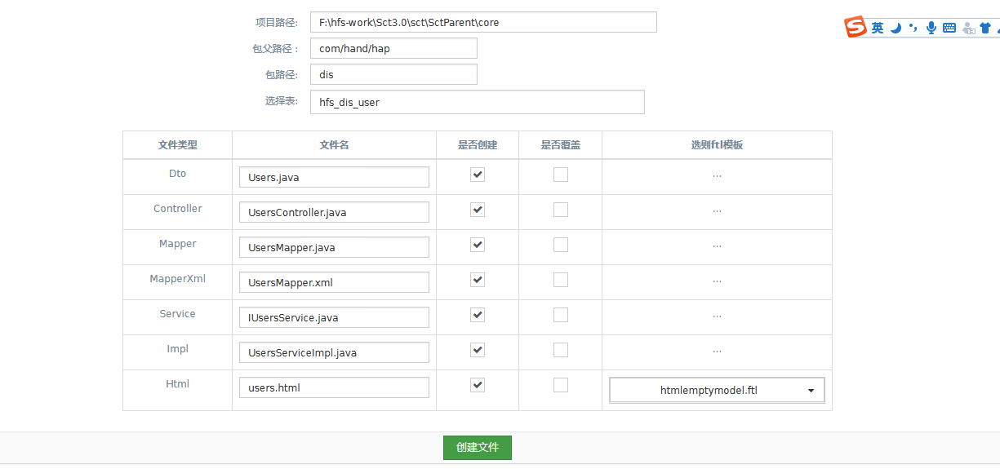 项目路径: F:\hfs-work\Sct3.0\sct\SctParent\core
英
包父路径 : com/hand/hap
包路径: dis
选择表: hfs_dis_user
文件类型 文件名 是否创建 是否覆盖 选则ftl模板
Dto Users.java ...
Controller UsersController.java ...
Mapper UsersMapper.java ...
MapperXml UsersMapper.xml ...
Service IUsersService.java ...
Impl UsersServiceImpl.java ...
Html users.html htmlemptymodel.ftl
创建文件